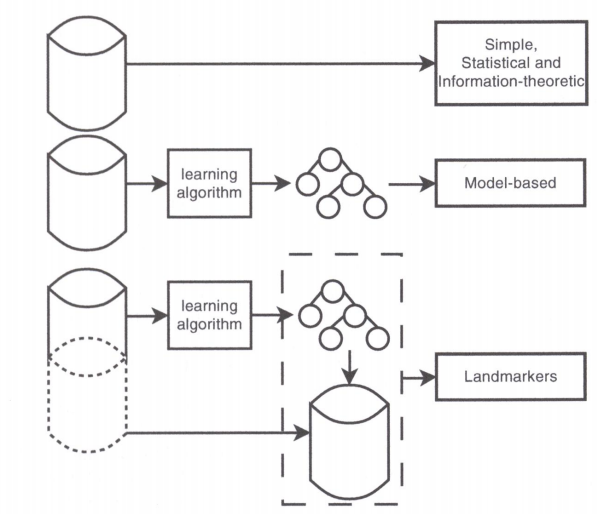 Simple,
Statistical and
Information-theoretic
learning
algorithm
Model-based
learning
algorithm
Landmarkers